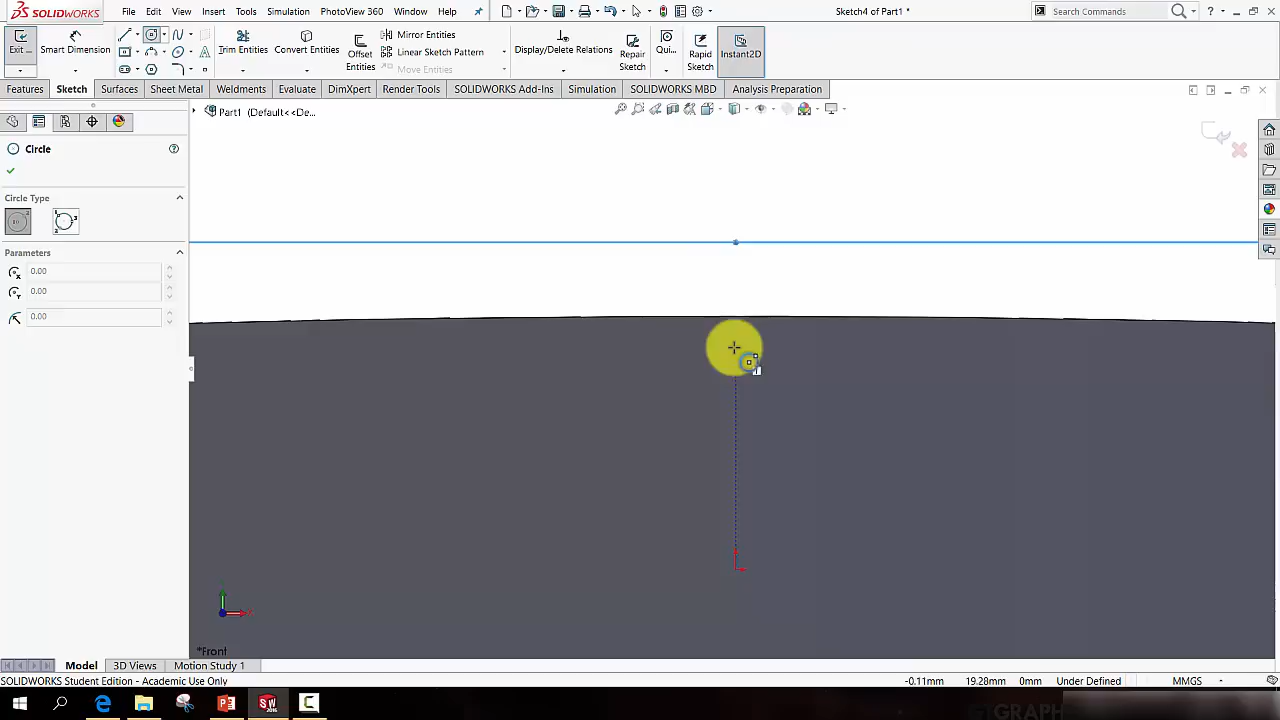 SOLIDWORKS File Edit View Insert Tools Simulation PhotoView 360 Window Help Sketch4 of Part1 * Search Commands ?
Exit ... Smart Dimension Trim Entities Convert Entities Offset Entities Mirror Entities Linear Sketch Pattern Move Entities Display/Delete Relations Repair Sketch Qui... Rapid Sketch Instant2D
Features Sketch Surfaces Sheet Metal Weldments Evaluate DimXpert Render Tools SOLIDWORKS Add-Ins Simulation SOLIDWORKS MBD Analysis Preparation
Part1 (Default<<De...
Circle ?
Circle Type
Parameters
0.00
0.00
0.00
*Front
Model 3D Views Motion Study 1
SOLIDWORKS Student Edition - Academic Use Only -0.11mm 19.28mm 0mm Under Defined MMGS